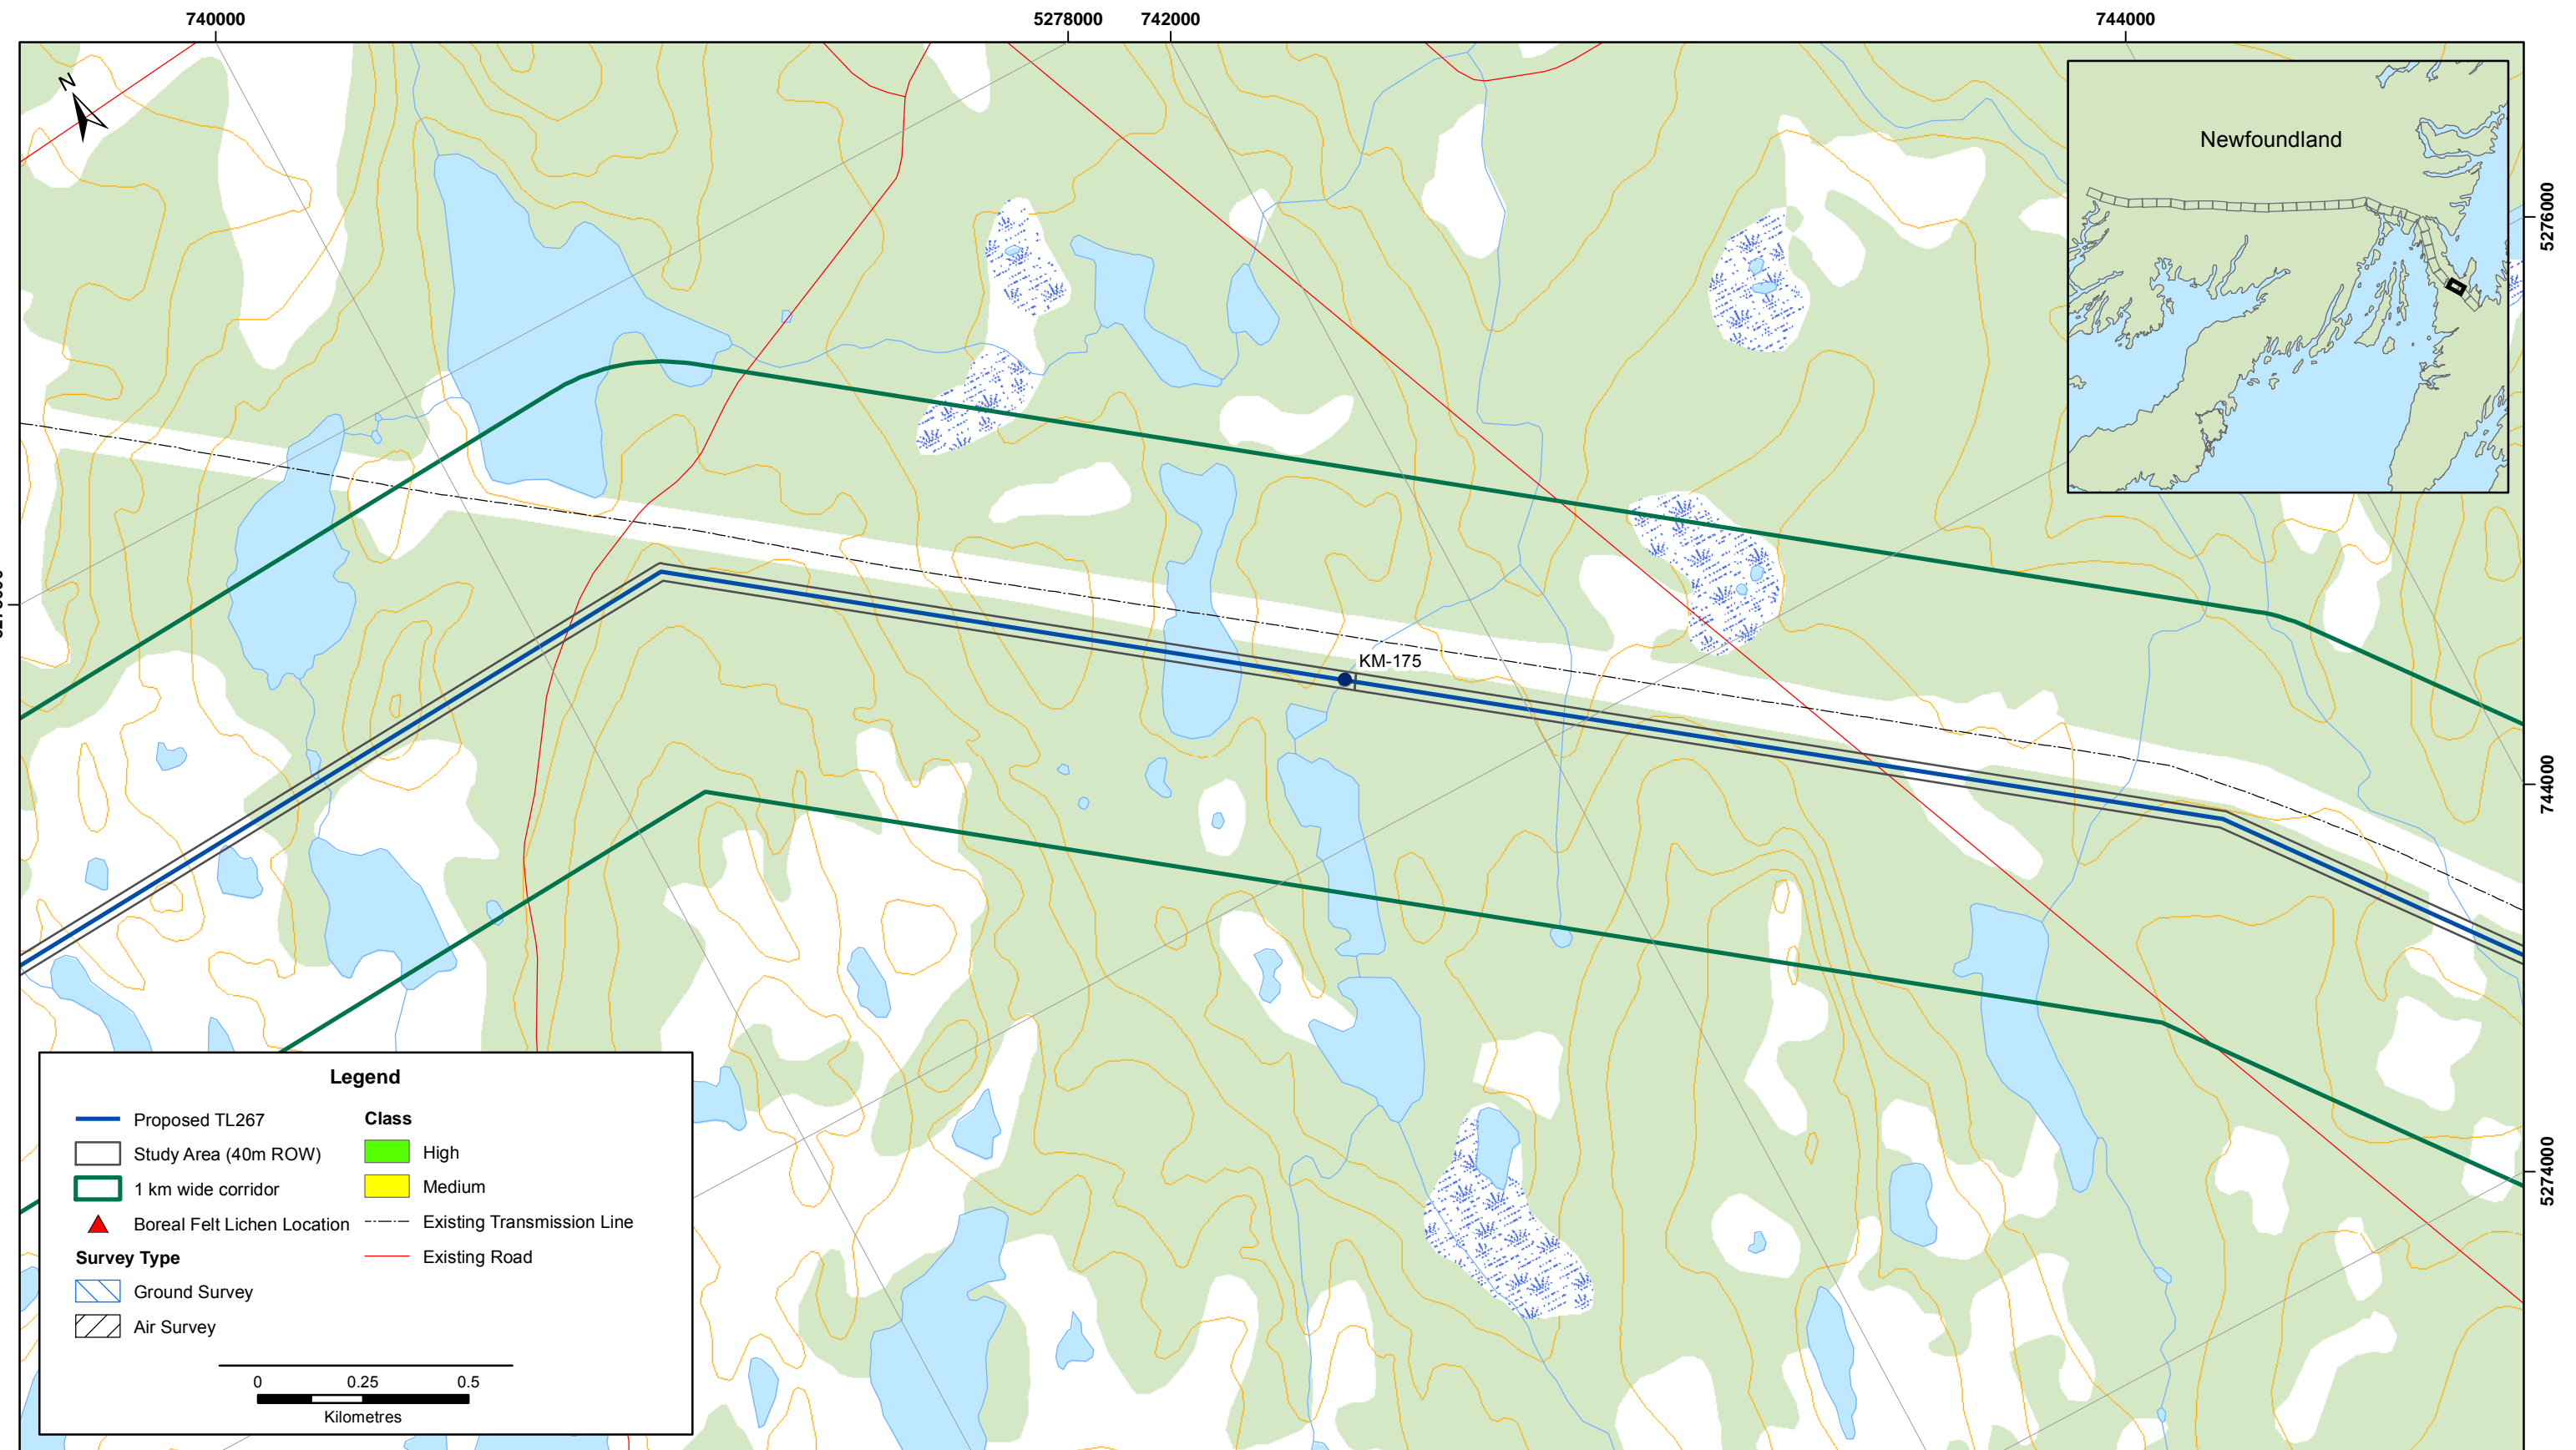 740000
5278000
742000
744000
N
Newfoundland
5276000
KM-175
744000
5274000
Legend
Proposed TL267
Study Area (40m ROW)
1 km wide corridor
Boreal Felt Lichen Location
Survey Type
Ground Survey
Air Survey
Class
High
Medium
Existing Transmission Line
Existing Road
0 0.25 0.5
Kilometres